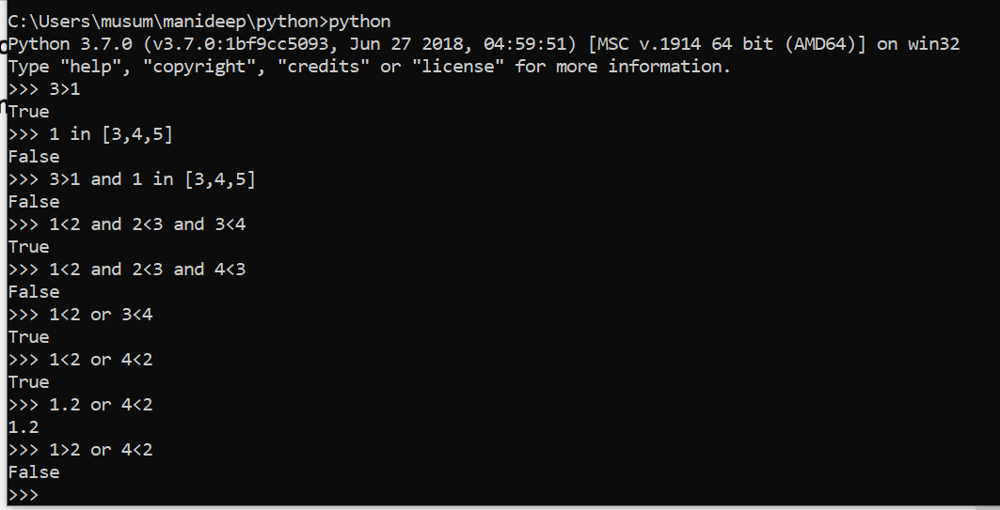 C:\Users\musum\manideep\python>python
Python 3.7.0 (v3.7.0:1bf9cc5093, Jun 27 2018, 04:59:51) [MSC v.1914 64 bit (AMD64)] on win32
Type "help", "copyright", "credits" or "license" for more information.
>>> 3>1
True
>>> 1 in [3,4,5]
False
>>> 3>1 and 1 in [3,4,5]
False
>>> 1<2 and 2<3 and 3<4
True
>>> 1<2 and 2<3 and 4<3
False
>>> 1<2 or 3<4
True
>>> 1<2 or 4<2
True
>>> 1.2 or 4<2
1.2
>>> 1>2 or 4<2
False
>>>